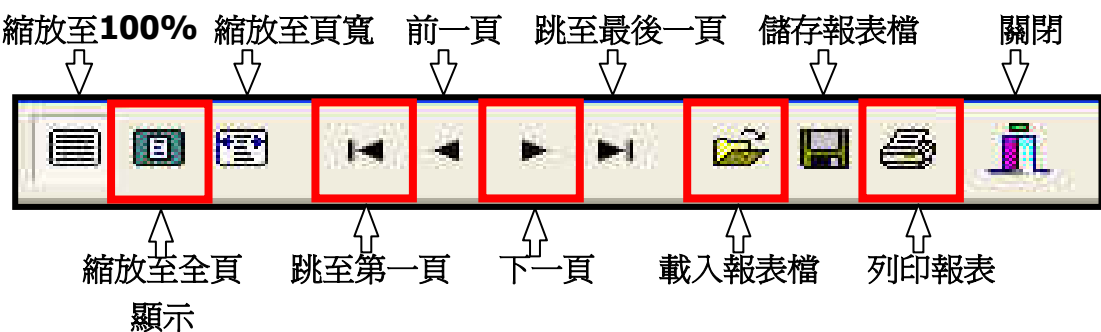 縮放至100% 縮放至頁寬 前一頁 跳至最後一頁 儲存報表檔 關閉
縮放至全頁 跳至第一頁 下一頁 載入報表檔 列印報表
顯示